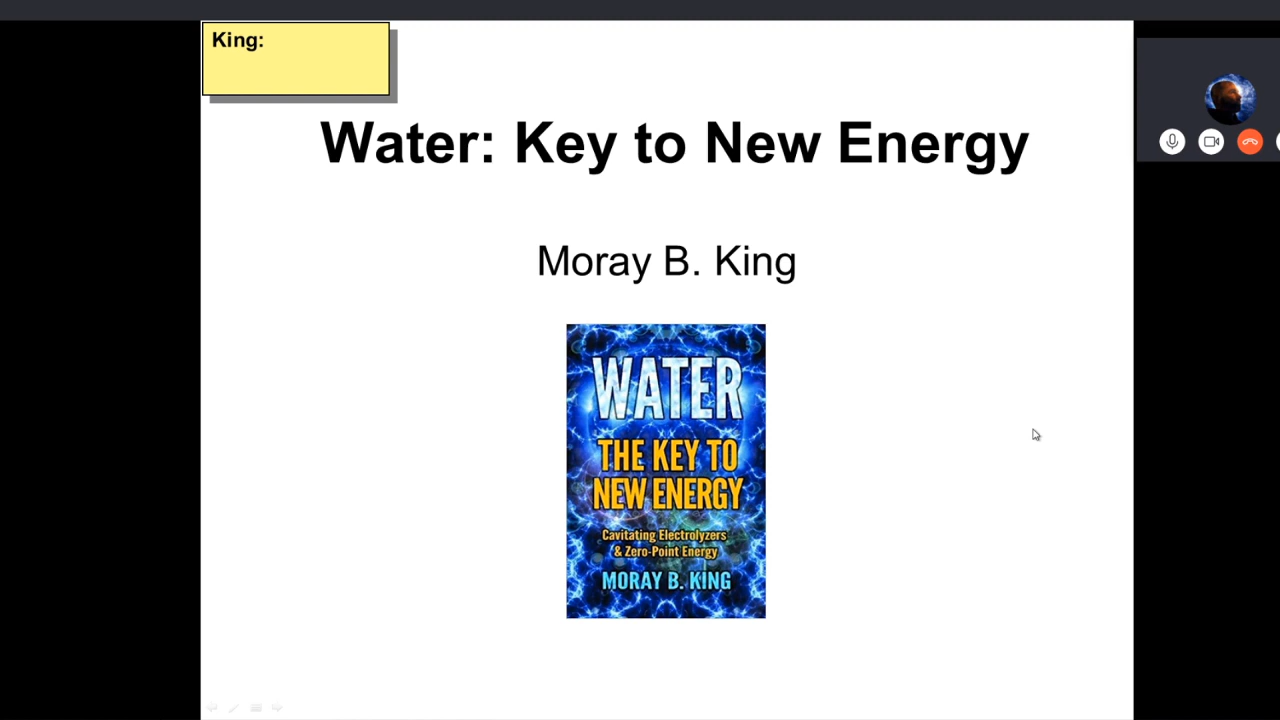 King:
Water: Key to New Energy
Moray B. King
WATER
THE KEY TO
NEW ENERGY
Cavitating Electrolyzers
& Zero-Point Energy
MORAY B. KING